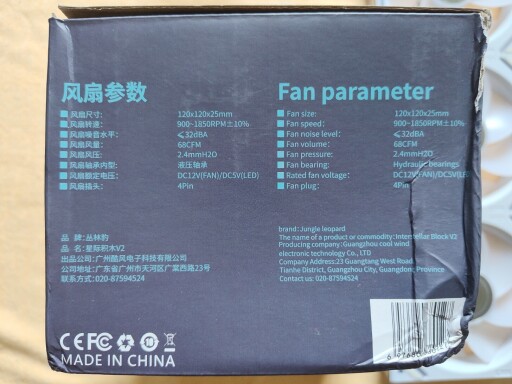 风扇参数
风扇尺寸: 120x120x25mm
风扇转速: 900~1850RPM±10%
风扇噪音水平: ⩽32dBA
风扇风量: 68CFM
风扇风压: 2.4mmH2O
风扇轴承内型: 液压轴承
风扇额定电压: DC12V(FAN)/DC5V(LED)
风扇插头: 4Pin
品 牌: 丛林豹
品 名: 星际积木V2
出品公司: 广州酷风电子科技有限公司
公司地址: 广东省广州市天河区广棠西路23号
联系方式: 020-87594524
CE FC
MADE IN CHINA
Fan parameter
Fan size: 120x120x25mm
Fan speed: 900~1850RPM±10%
Fan noise level: ⩽32dBA
Fan volume: 68CFM
Fan pressure: 2.4mmH2O
Fan bearing: Hydraulic bearings
Rated fan voltage: DC12V(FAN)/DC5V(LED)
Fan plug: 4Pin
brand: Jungle leopard
The name of a product or commodity: Interstellar Block V2
Producing company: Guangzhou cool wind
electronic technology Co., LTD
Company Address:23 Guangtang West Road,
Tianhe District, Guangzhou City, Guangdong Province
Contact us: 020-87594524